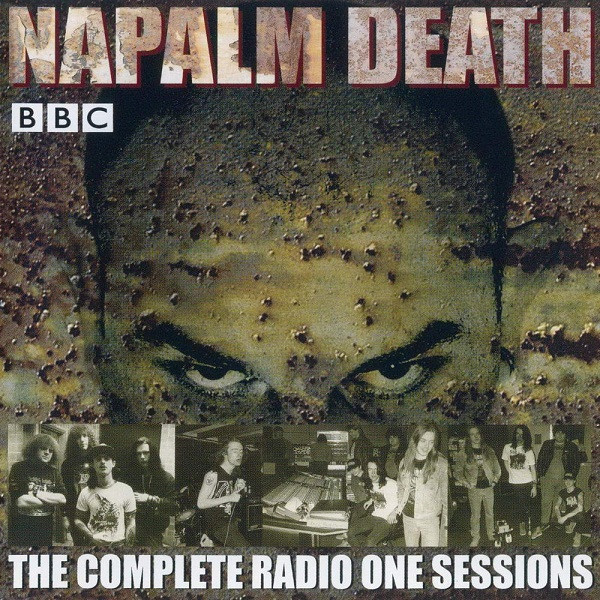 NAPALM DEATH
BBC
THE COMPLETE RADIO ONE SESSIONS